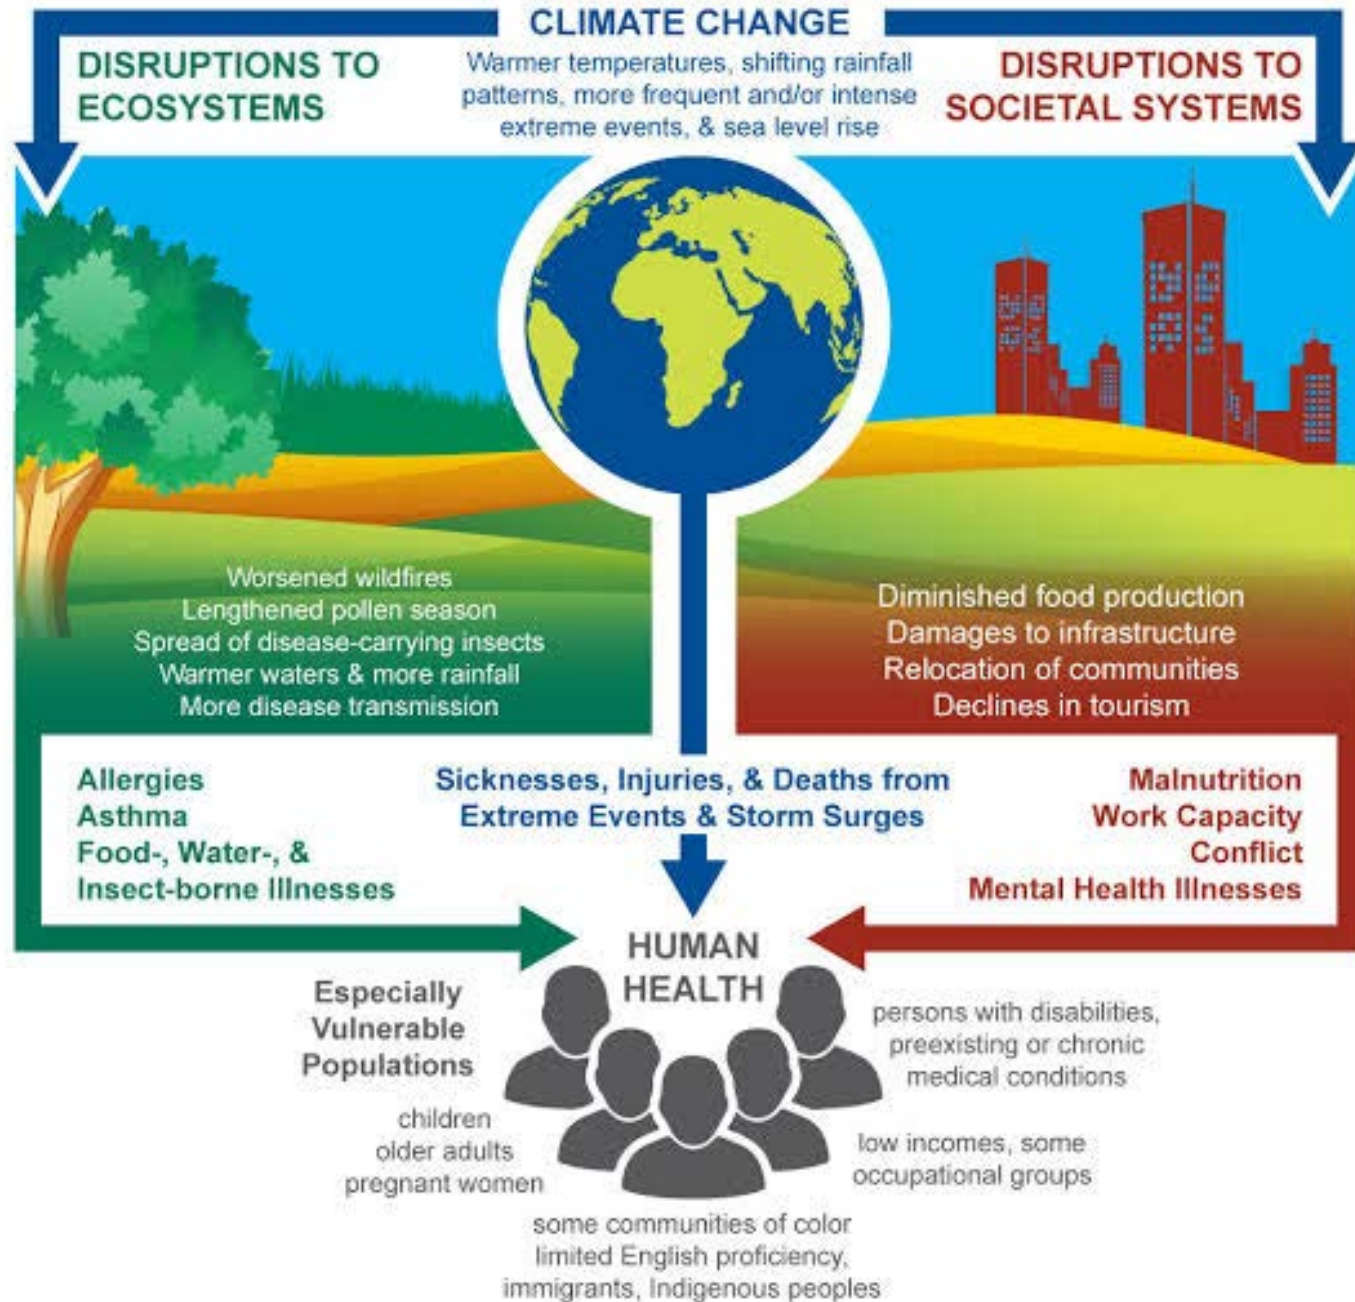 CLIMATE CHANGE
Warmer temperatures, shifting rainfall
patterns, more frequent and/or intense
extreme events, & sea level rise
DISRUPTIONS TO
ECOSYSTEMS
DISRUPTIONS TO
SOCIETAL SYSTEMS
Worsened wildfires
Lengthened pollen season
Spread of disease-carrying insects
Warmer waters & more rainfall
More disease transmission
Diminished food production
Damages to infrastructure
Relocation of communities
Declines in tourism
Allergies
Asthma
Food-, Water-, &
Insect-borne Illnesses
Sicknesses, Injuries, & Deaths from
Extreme Events & Storm Surges
Malnutrition
Work Capacity
Conflict
Mental Health Illnesses
HUMAN
HEALTH
Especially
Vulnerable
Populations
children
older adults
pregnant women
some communities of color
limited English proficiency,
immigrants, Indigenous peoples
low incomes, some
occupational groups
persons with disabilities,
preexisting or chronic
medical conditions